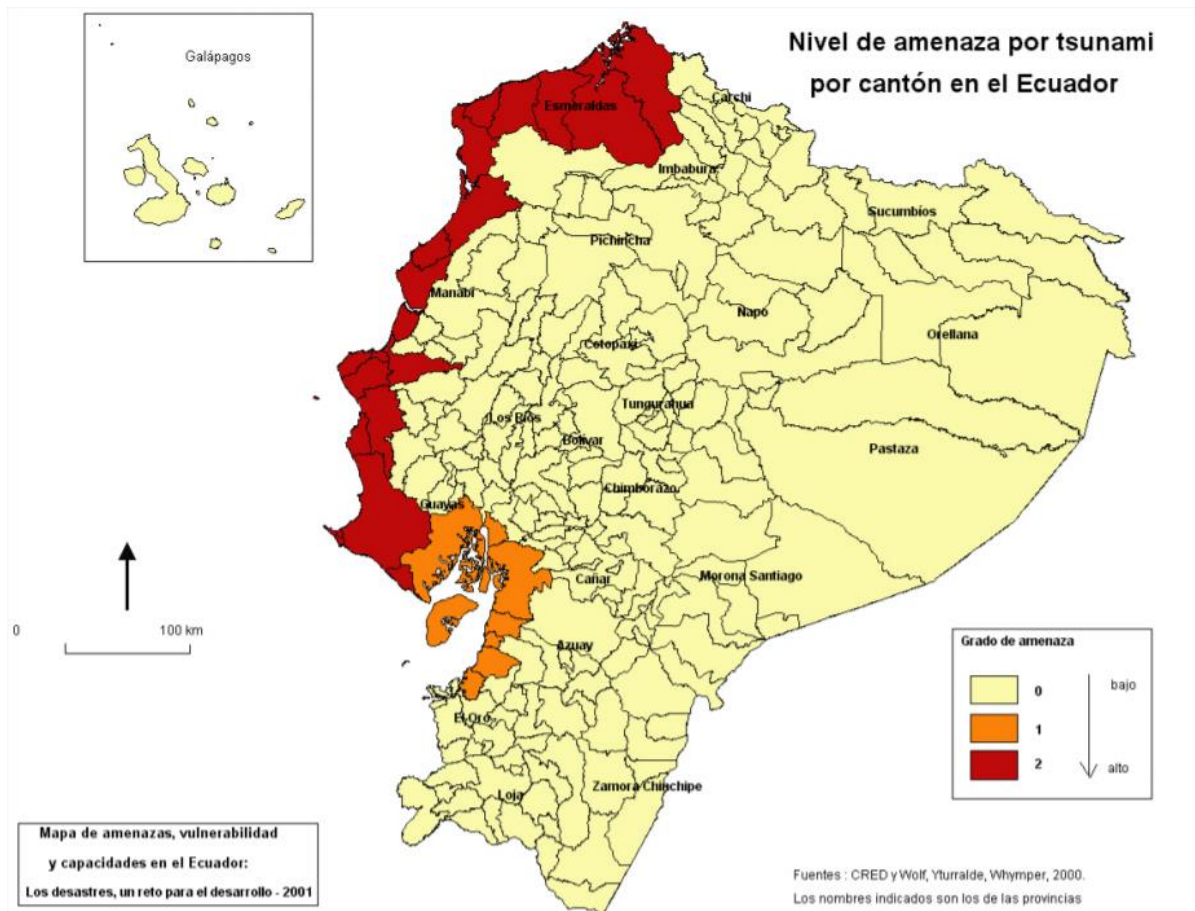 Galápagos
Nivel de amenaza por tsunami
por cantón en el Ecuador
Carchi
Esmeraldas
Imbabura
Sucumbíos
Pichincha
Manabí
Napo
Orellana
Cotopaxi
Tungurahua
Los Ríos
Bolívar
Pastaza
Chimborazo
Guayas
Cañar
Morona Santiago
0 100 km
Azuay
El Oro
Loja
Zamora Chinchipe
Grado de amenaza
0 bajo
1
2 alto
Mapa de amenazas, vulnerabilidad
y capacidades en el Ecuador:
Los desastres, un reto para el desarrollo - 2001
Fuentes : CRED y Wolf, Yturralde, Whymper, 2000.
Los nombres indicados son los de las provincias